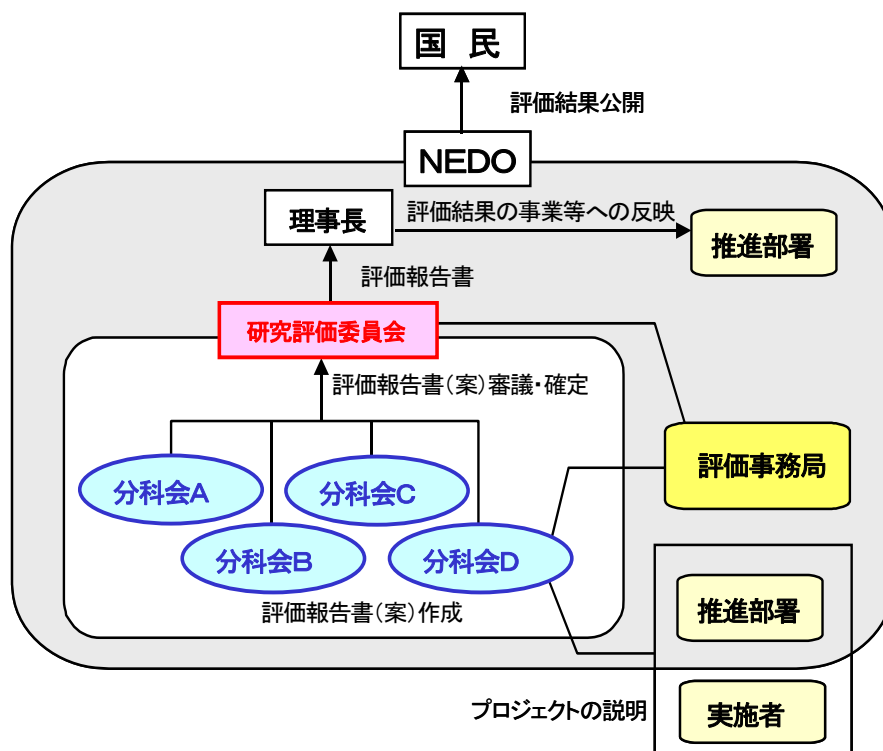 国 民
評価結果公開
NEDO
理事長
評価結果の事業等への反映
推進部署
評価報告書
研究評価委員会
評価報告書(案)審議・確定
評価事務局
分科会A
分科会C
分科会B
分科会D
評価報告書(案)作成
推進部署
プロジェクトの説明
実施者